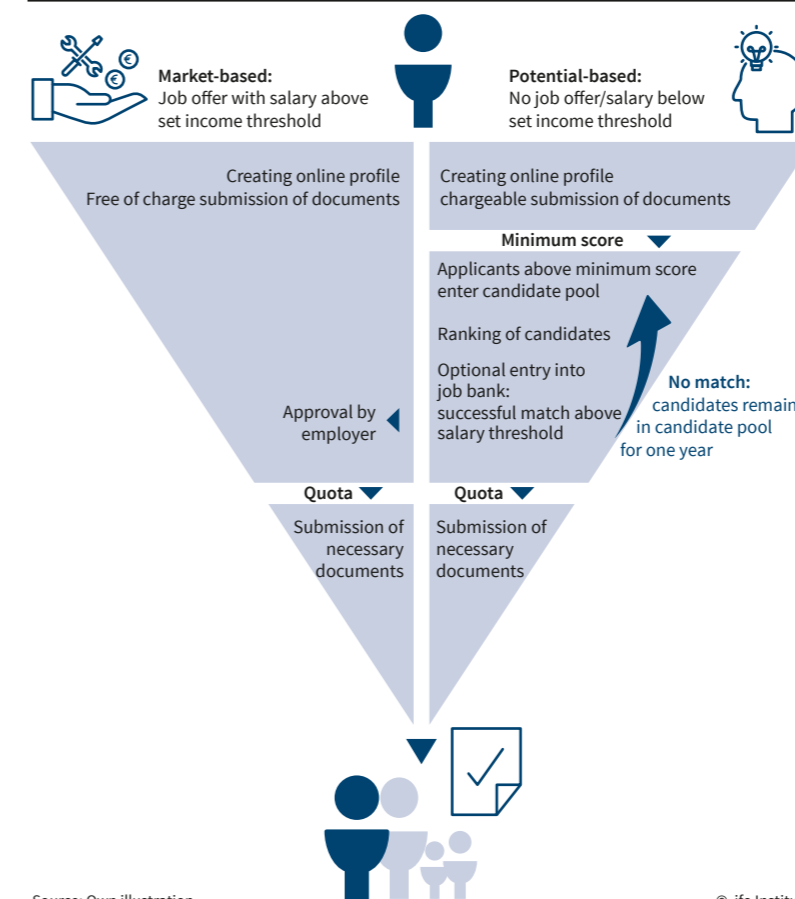 Market-based:
Job offer with salary above
set income threshold
Potential-based:
No job offer/salary below
set income threshold
Creating online profile
Free of charge submission of documents
Creating online profile
chargeable submission of documents
Minimum score
Applicants above minimum score
enter candidate pool
Ranking of candidates
Optional entry into
job bank:
successful match above
salary threshold
Approval by
employer
No match:
candidates remain
in candidate pool
for one year
Quota
Quota
Submission of
necessary
documents
Submission of
necessary
documents
Source: Own illustration
© ifo